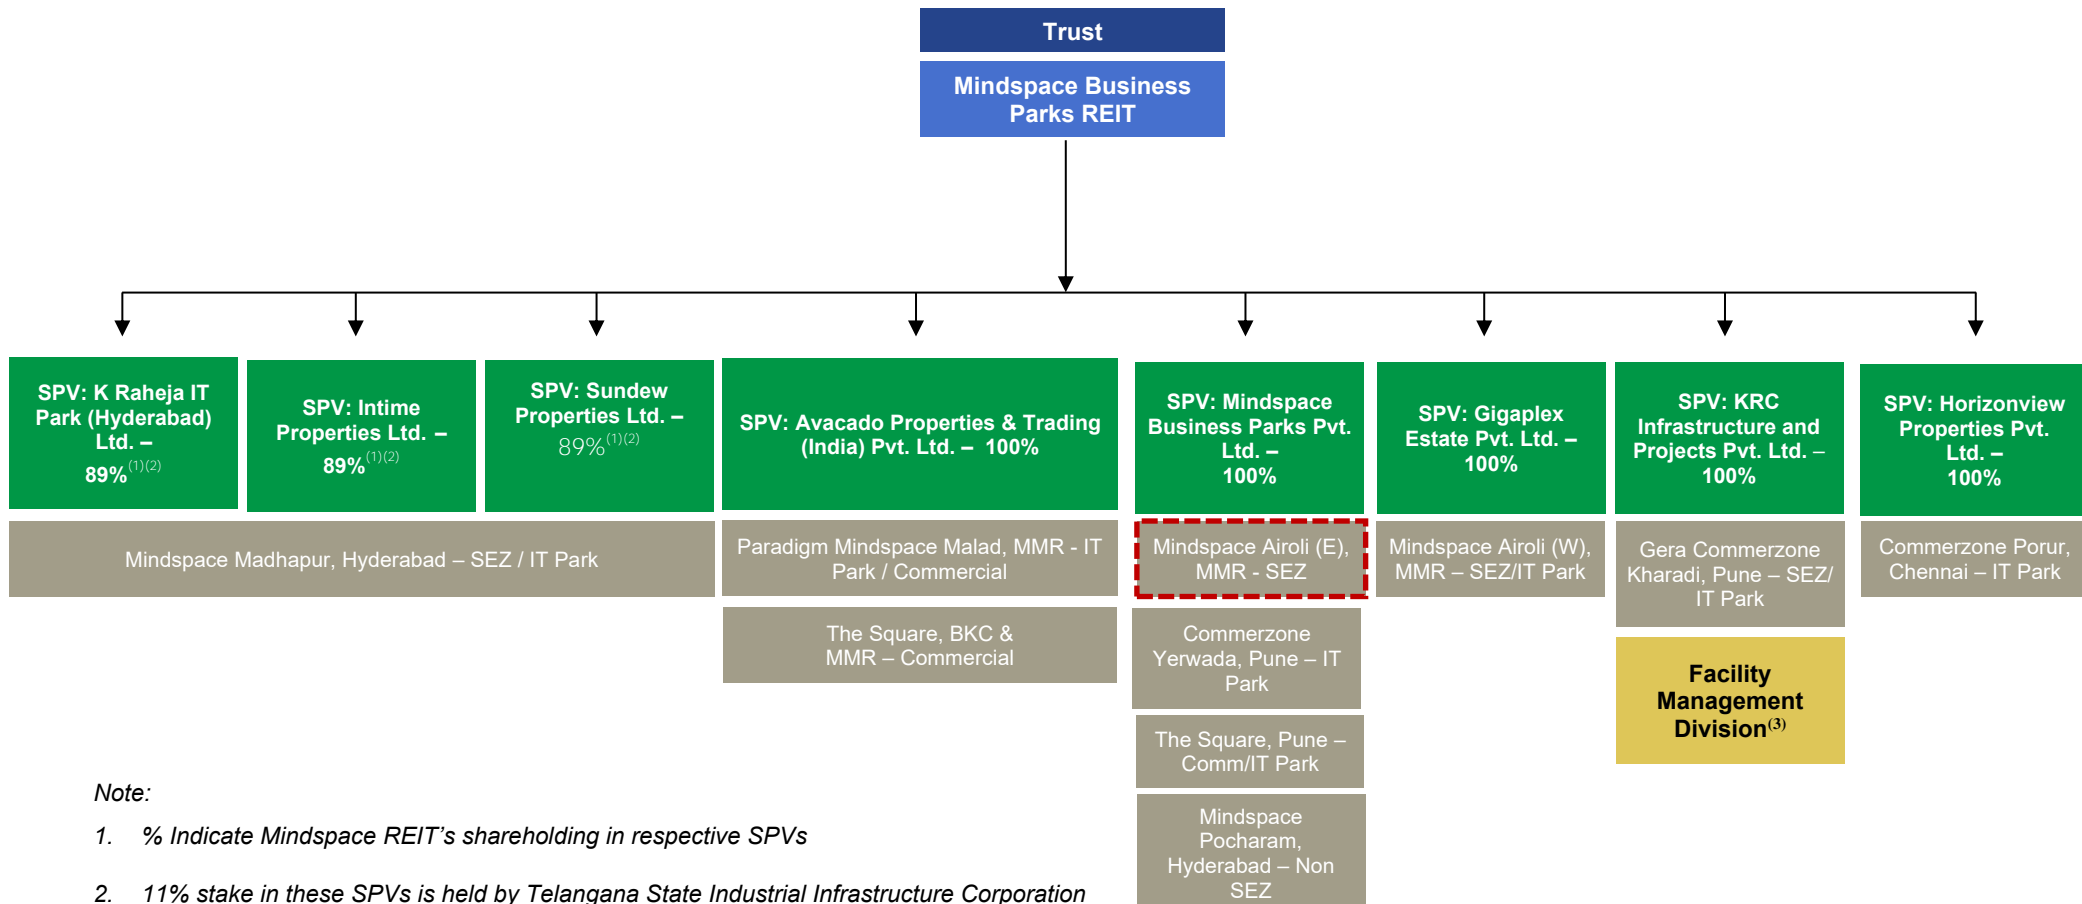 Trust
Mindspace Business
Parks REIT
SPV: K Raheja IT
Park (Hyderabad)
Ltd. –
89%(1)(2)
SPV: Intime
Properties Ltd. –
89%(1)(2)
SPV: Sundew
Properties Ltd. –
89%(1)(2)
SPV: Avacado Properties & Trading
(India) Pvt. Ltd. – 100%
SPV: Mindspace
Business Parks Pvt.
Ltd. –
100%
SPV: Gigaplex
Estate Pvt. Ltd. –
100%
SPV: KRC
Infrastructure and
Projects Pvt. Ltd. –
100%
SPV: Horizonview
Properties Pvt.
Ltd. –
100%
Mindspace Madhapur, Hyderabad – SEZ / IT Park
Paradigm Mindspace Malad, MMR - IT
Park / Commercial
Mindspace Airoli (E),
MMR - SEZ
Mindspace Airoli (W),
MMR – SEZ/IT Park
Gera Commerzone
Kharadi, Pune – SEZ/
IT Park
Commerzone Porur,
Chennai – IT Park
The Square, BKC &
MMR – Commercial
Commerzone
Yerwada, Pune – IT
Park
Facility
Management
Division(3)
The Square, Pune –
Comm/IT Park
Mindspace
Pocharam,
Hyderabad – Non
SEZ
Note:
1. % Indicate Mindspace REIT's shareholding in respective SPVs
2. 11% stake in these SPVs is held by Telangana State Industrial Infrastructure Corporation